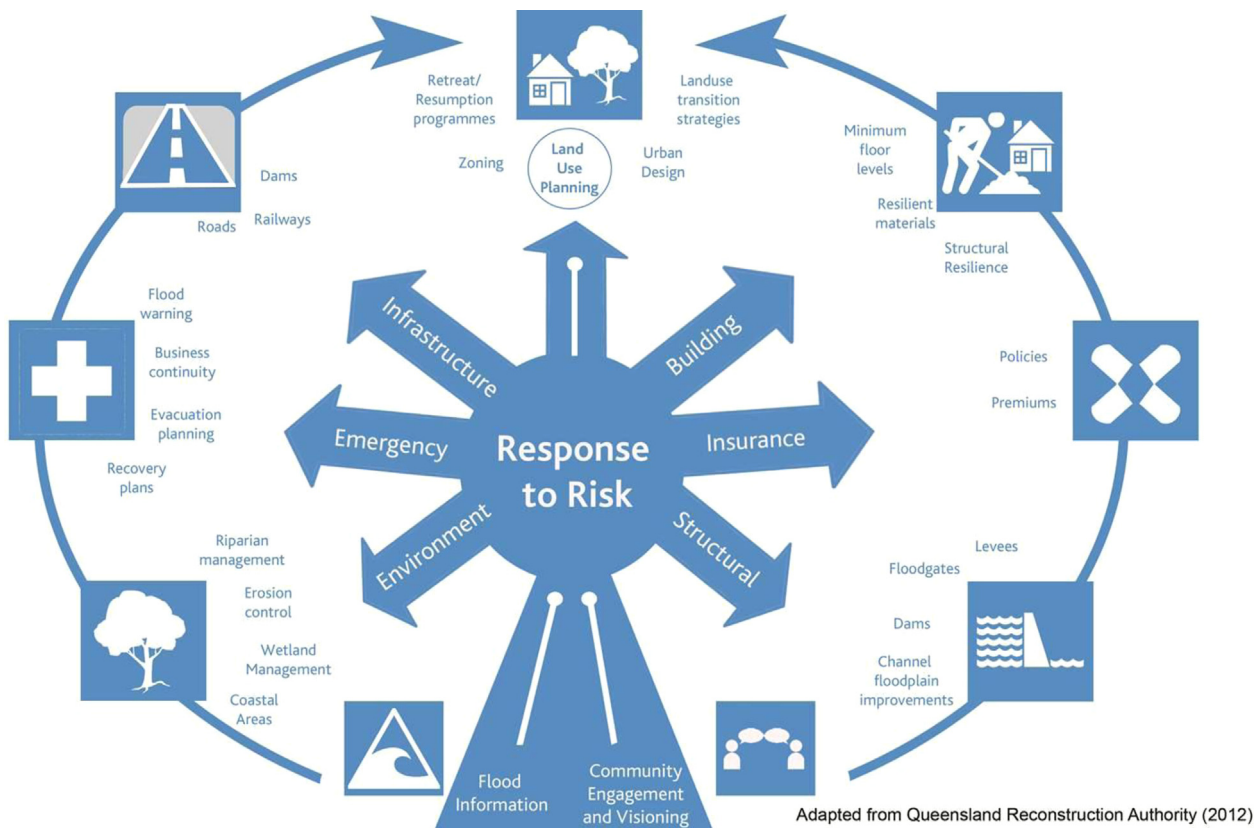 Retreat/
Resumption
programmes
Landuse
transition
strategies
Zoning
Land
Use
Planning
Urban
Design
Dams
Roads
Railways
Minimum
floor
levels
Resilient
materials
Structural
Resilience
Flood
warning
Business
continuity
Evacuation
planning
Recovery
plans
Infrastructure
Building
Emergency
Insurance
Environment
Structural
Response
to Risk
Policies
Premiums
Riparian
management
Erosion
control
Wetland
Management
Coastal
Areas
Levees
Floodgates
Dams
Channel
floodplain
improvements
Flood
Information
Community
Engagement
and Visioning
Adapted from Queensland Reconstruction Authority (2012)